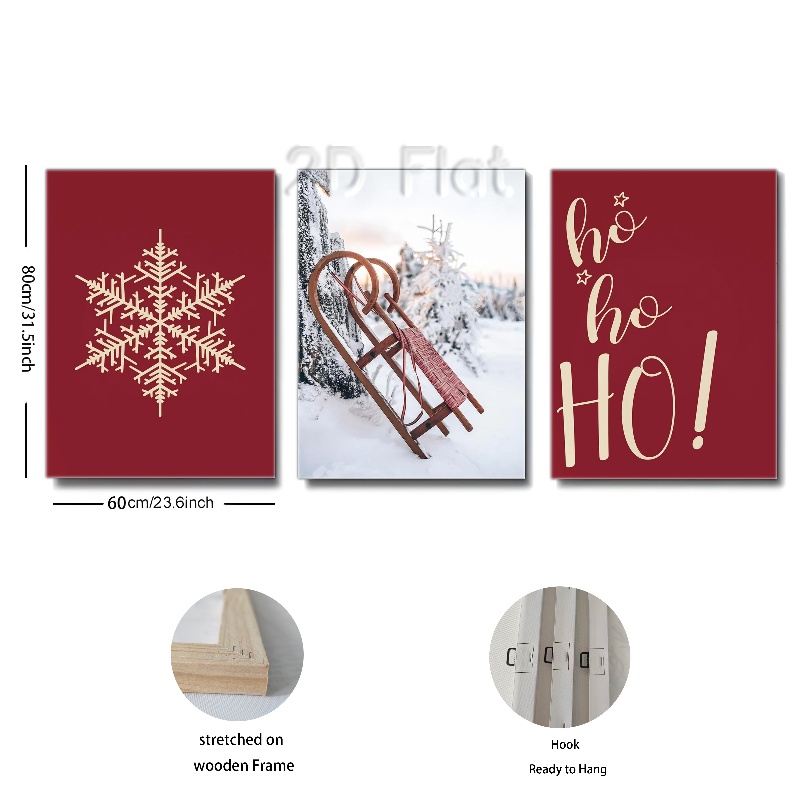 2D Flat
ho
ho
HO!
80cm/31.5inch
60cm/23.6inch
stretched on
wooden Frame
Hook
Ready to Hang